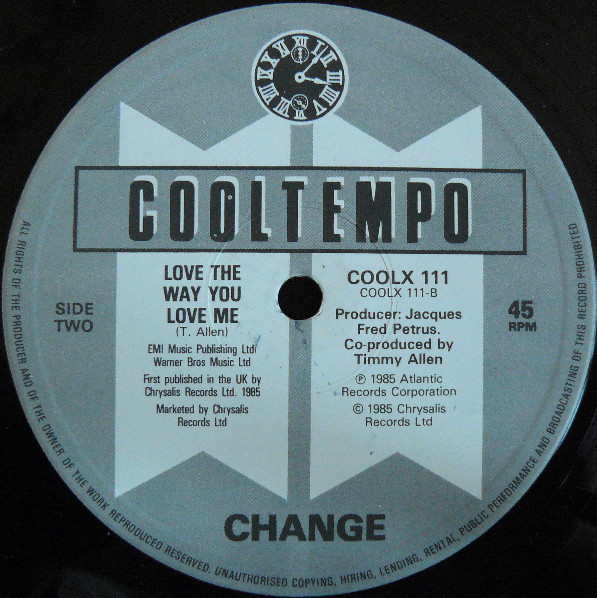 COOLTEMPO
LOVE THE
WAY YOU
LOVE ME
(T. Allen)
EMI Music Publishing Ltd/
Warner Bros Music Ltd
First published in the UK by
Chrysalis Records Ltd. 1985
Marketed by Chrysalis
Records Ltd
SIDE
TWO
COOLX 111
COOLX 111-B
Producer: Jacques
Fred Petrus.
Co-produced by
Timmy Allen
Ⓟ 1985 Atlantic
Records Corporation
© 1985 Chrysalis
Records Ltd
45
RPM
CHANGE
ALL RIGHTS OF THE PRODUCER AND OF THE OWNER OF THE WORK REPRODUCED RESERVED. UNAUTHORISED COPYING, HIRING, LENDING, RENTAL, PUBLIC PERFORMANCE AND BROADCASTING OF THIS RECORD PROHIBITED